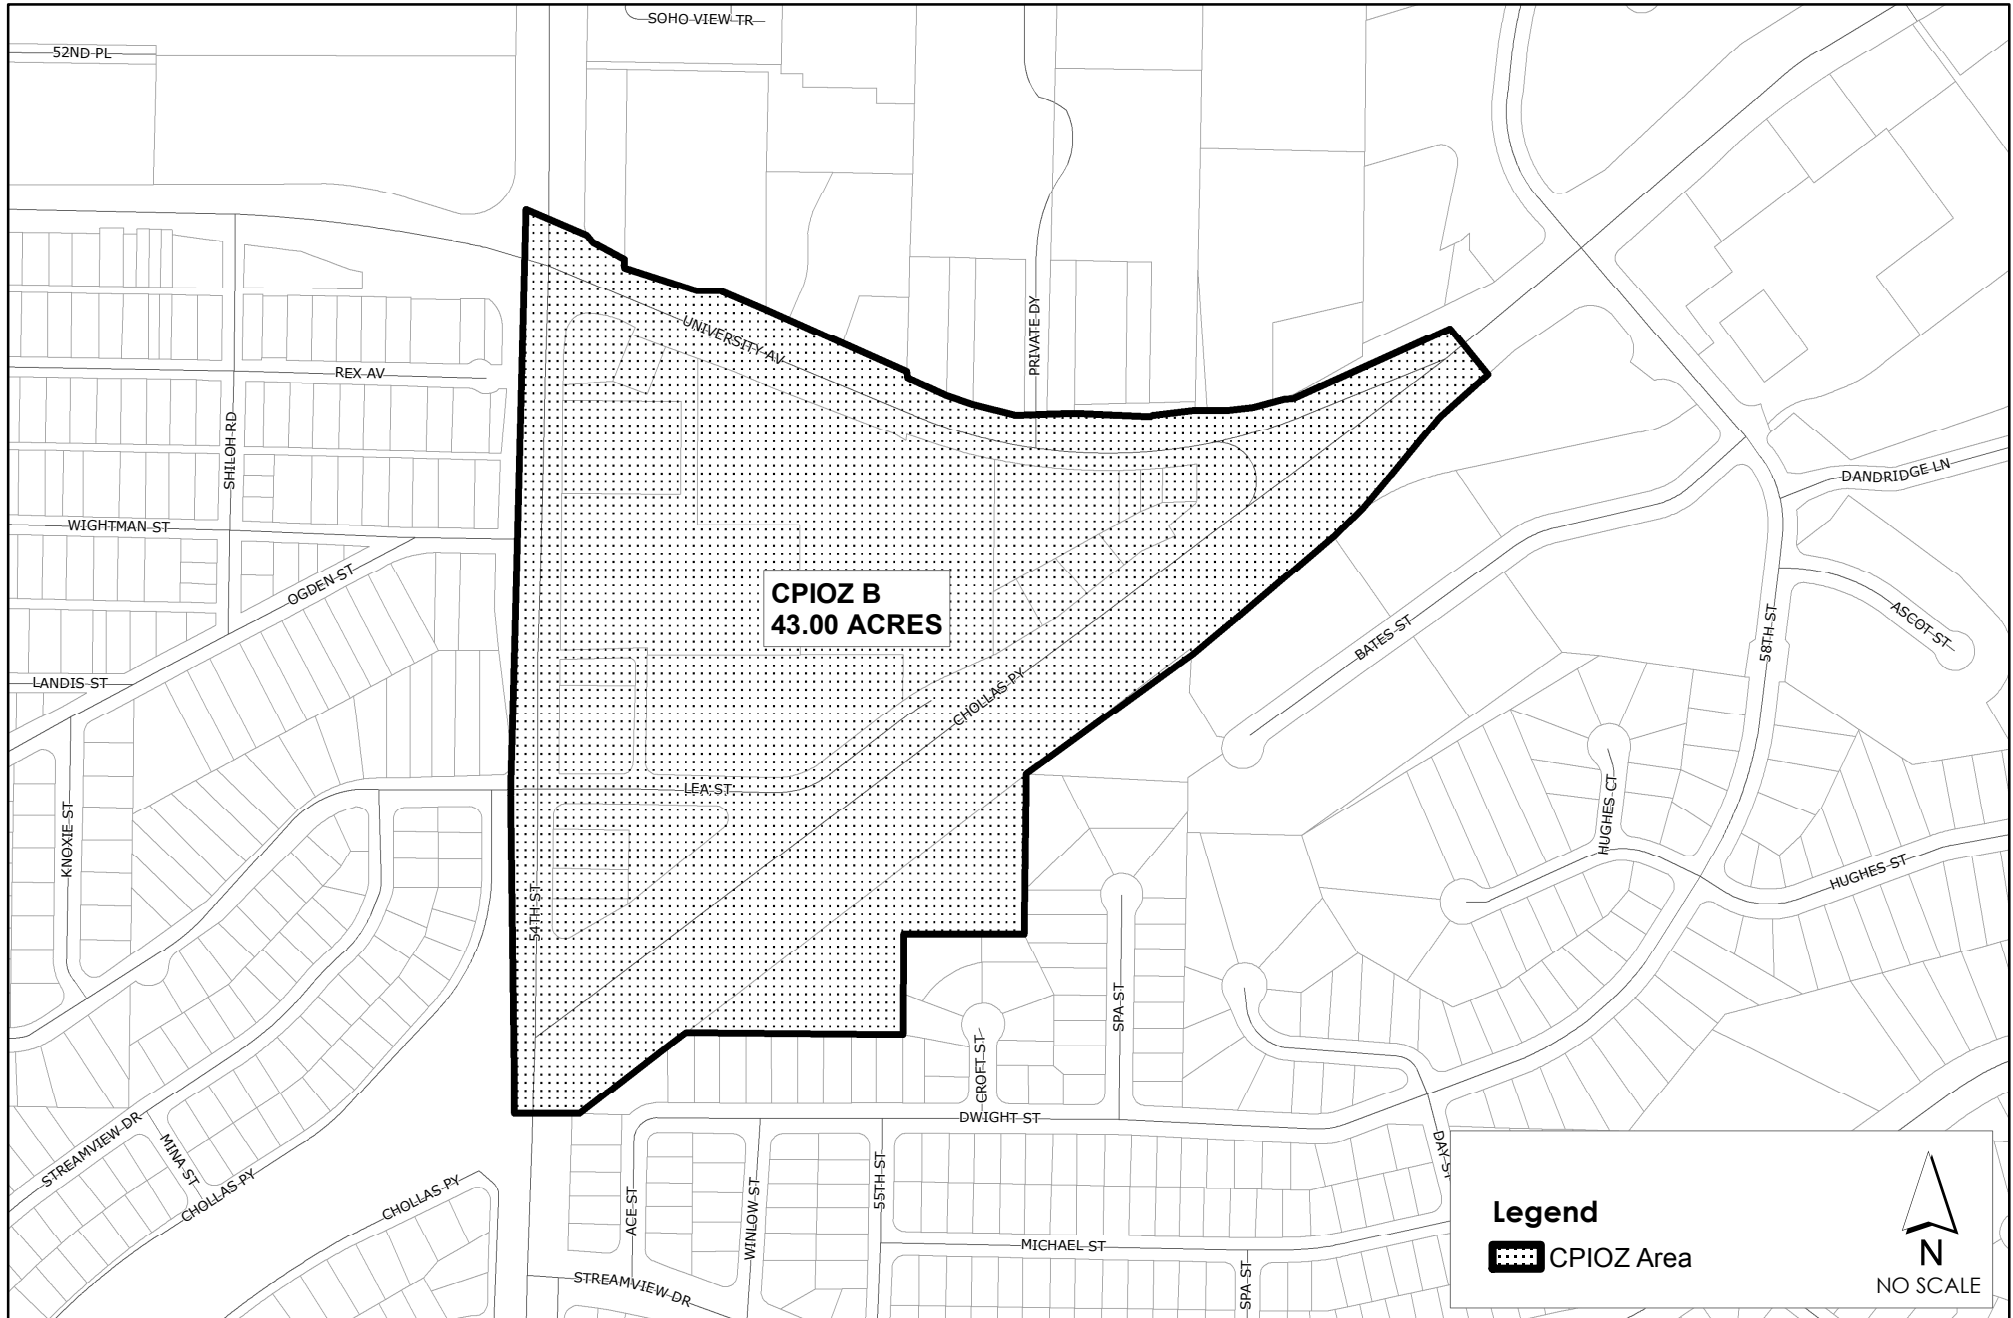 SOHO VIEW TR
52ND PL
UNIVERSITY AV
PRIVATE DY
REX AV
SHILOH RD
DANDRIDGE LN
WIGHTMAN ST
OGDEN ST
CPIOZ B
43.00 ACRES
ASCOT ST
58TH ST
BATES ST
LANDIS ST
CHOLLAS PY
LEA ST
KNOXIE ST
HUGHES CT
HUGHES ST
54TH ST
SPA ST
CROFT ST
DWIGHT ST
STREAMVIEW DR
MINA ST
CHOLLAS PY
CHOLLAS PY
ACE ST
WINLOW ST
55TH ST
DAY ST
MICHAEL ST
SPA ST
STREAMVIEW DR
Legend
CPIOZ Area
N
NO SCALE